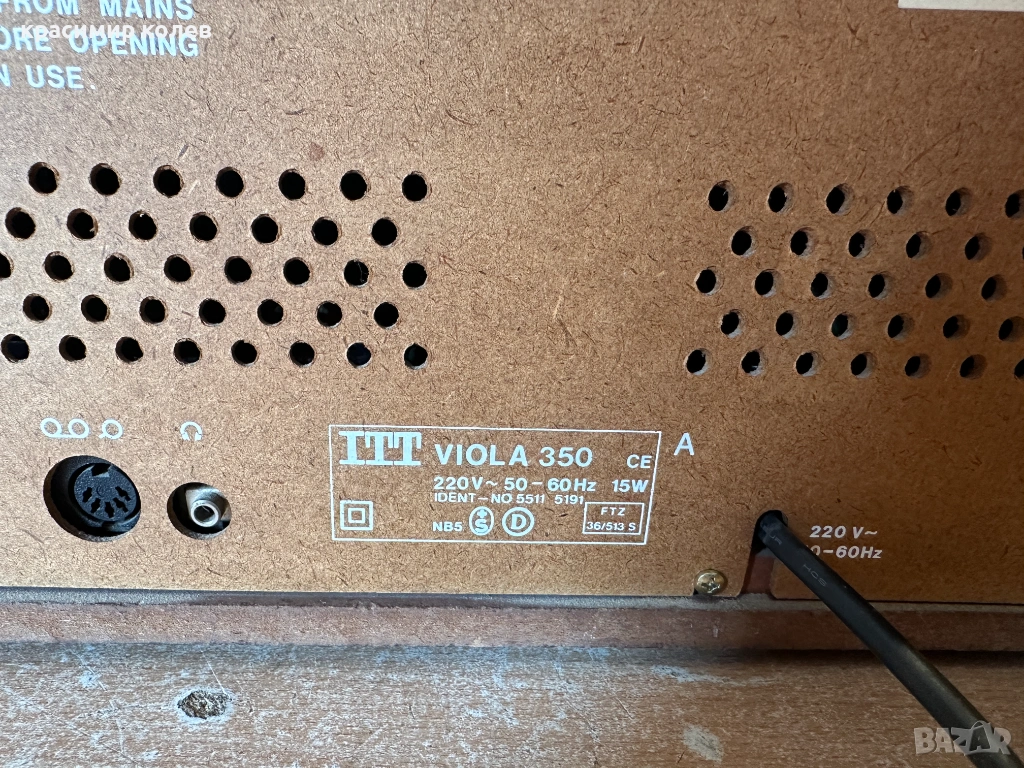 FROM MAINS
красимир колев
ORE OPENING
N USE.
ITT VIOLA 350 CE
A
220V~ 50-60Hz 15W
IDENT-NO 5511 5191
NB5 S D
FTZ
36/513 S
220 V~
0-60Hz
BAZAR